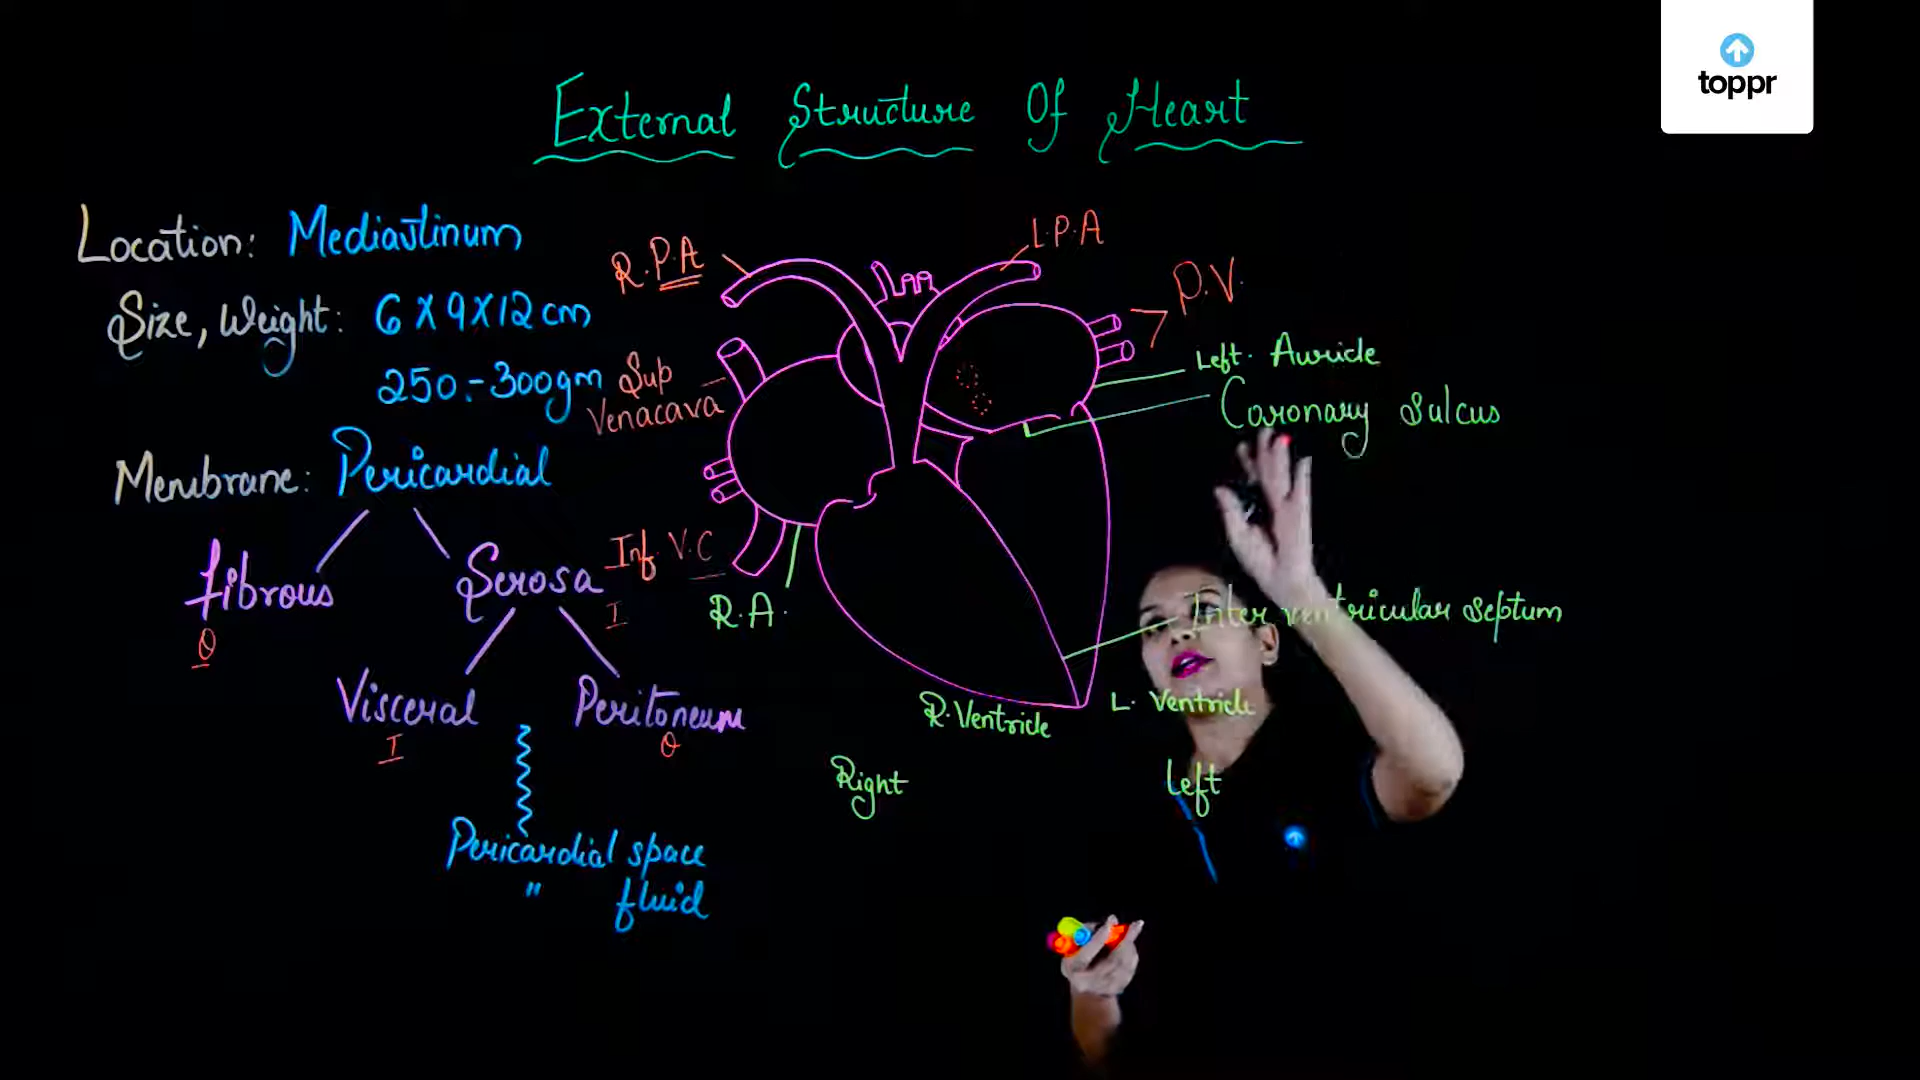 toppr
External Structure Of Heart
Location: Mediastinum
Size, Weight: 6 X 9 X 12 cm
250-300gm
Membrane: Pericardial
Fibrous
O
Serosa
I
Visceral
I
Peritoneum
O
Pericardial space
" fluid
R.P.A
L.P.A
P.V.
Sup
Venacava
Inf V.C
R.A.
Left. Auricle
Coronary Sulcus
Inter ventricular Septum
R.Ventricle
L. Ventricle
Right
Left